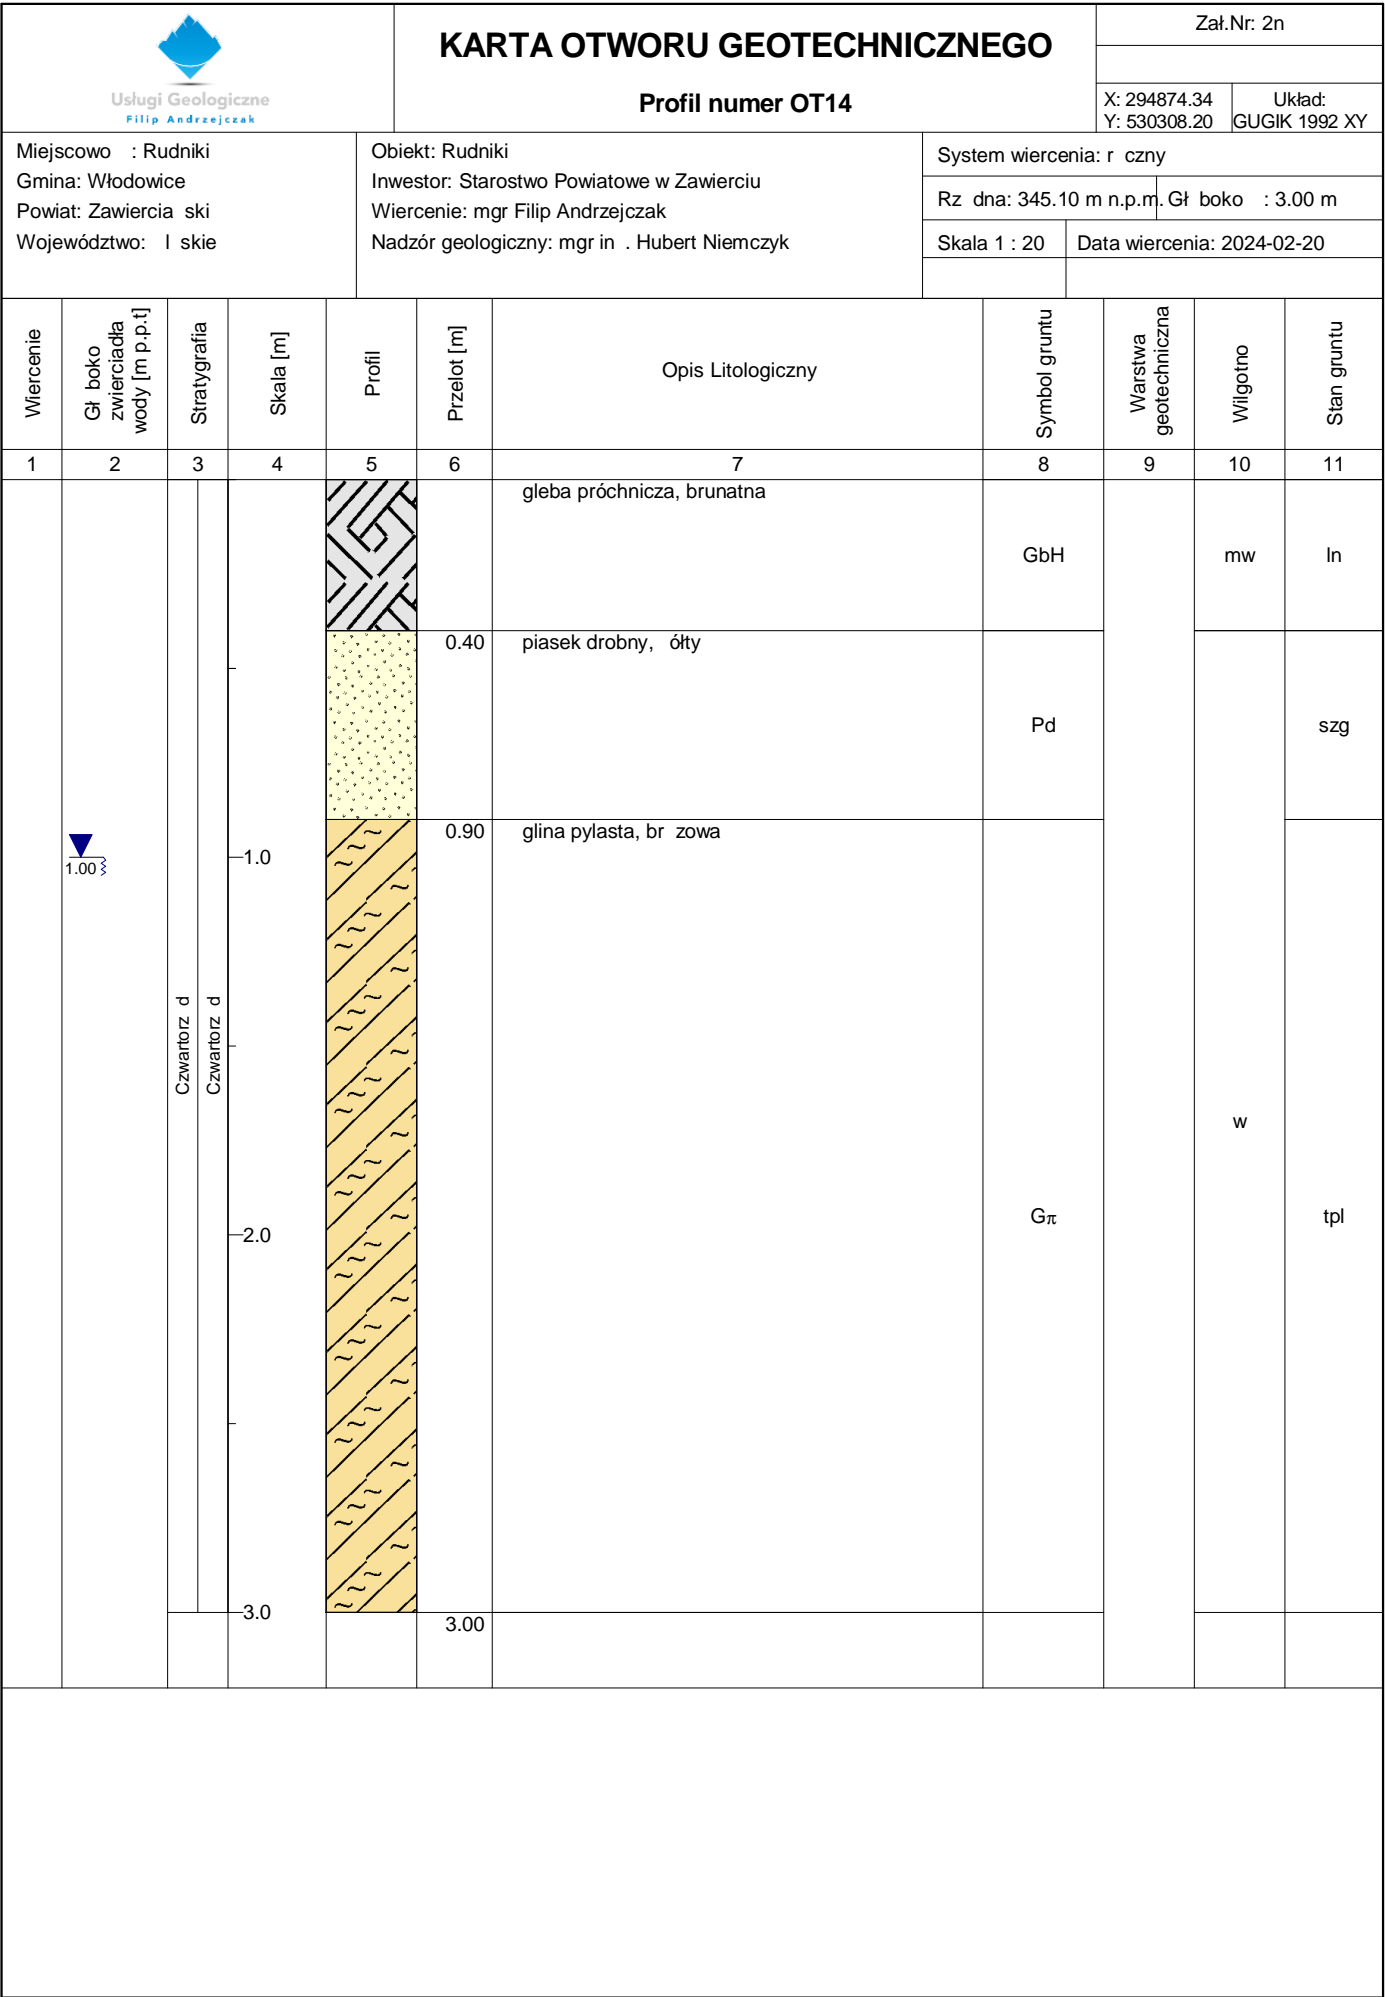 Usługi Geologiczne
Filip Andrzejczak
KARTA OTWORU GEOTECHNICZNEGO
Profil numer OT14
Zał.Nr: 2n
X: 294874.34
Y: 530308.20
Układ:
GUGIK 1992 XY
Miejscowo : Rudniki
Gmina: Włodowice
Powiat: Zawiercia ski
Województwo: l skie
Obiekt: Rudniki
Inwestor: Starostwo Powiatowe w Zawierciu
Wiercenie: mgr Filip Andrzejczak
Nadzór geologiczny: mgr in . Hubert Niemczyk
System wiercenia: r czny
Rz dna: 345.10 m n.p.m. Gł boko : 3.00 m
Skala 1 : 20 Data wiercenia: 2024-02-20
Wiercenie
Gł boko
zwierciadła
wody [m p.p.t]
Stratygrafia
Skala [m]
Profil
Przelot [m]
Opis Litologiczny
Symbol gruntu
Warstwa
geotechniczna
Wilgotno
Stan gruntu
1 2 3 4 5 6 7 8 9 10 11
gleba próchnicza, brunatna
GbH mw ln
0.40 piasek drobny, ółty
Pd szg
0.90 glina pylasta, br zowa
1.00
1.0
Czwartorz d
Czwartorz d
w
2.0
Gπ tpl
3.0
3.00